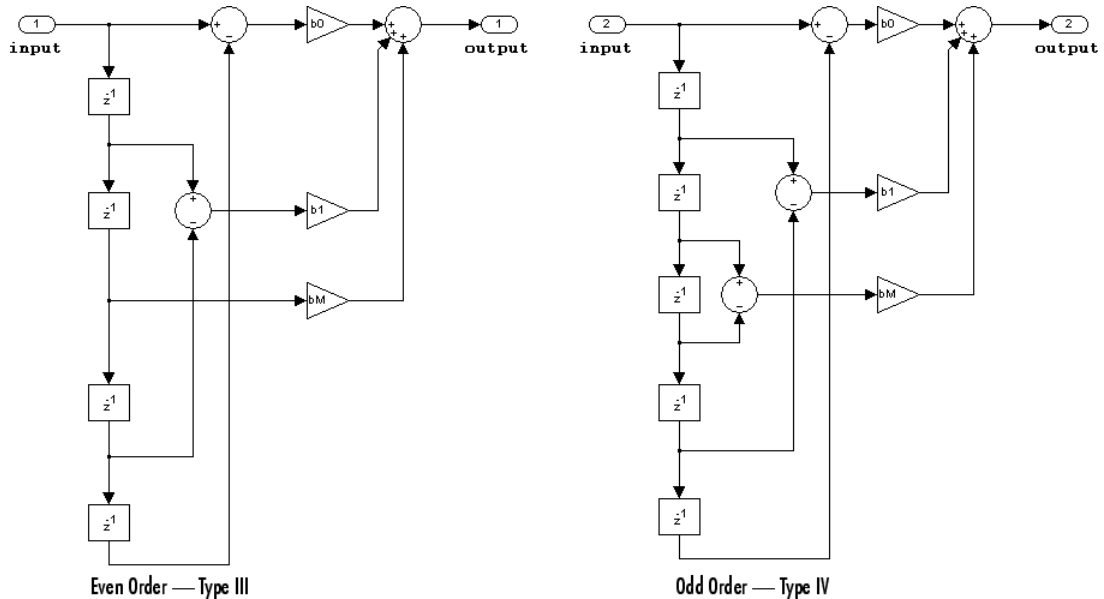 1
input
b0
1
output
z-1
z-1
b1
bM
z-1
z-1
Even Order — Type III
2
input
b0
2
output
z-1
z-1
b1
z-1
bM
z-1
z-1
Odd Order — Type IV